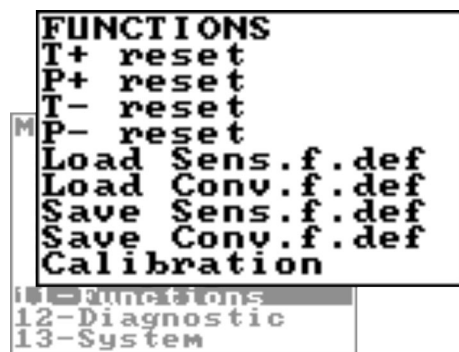 FUNCTIONS
T+ reset
P+ reset
T- reset
P- reset
Load Sens.f.def
Load Conv.f.def
Save Sens.f.def
Save Conv.f.def
Calibration
M
11-Functions
12-Diagnostic
13-System